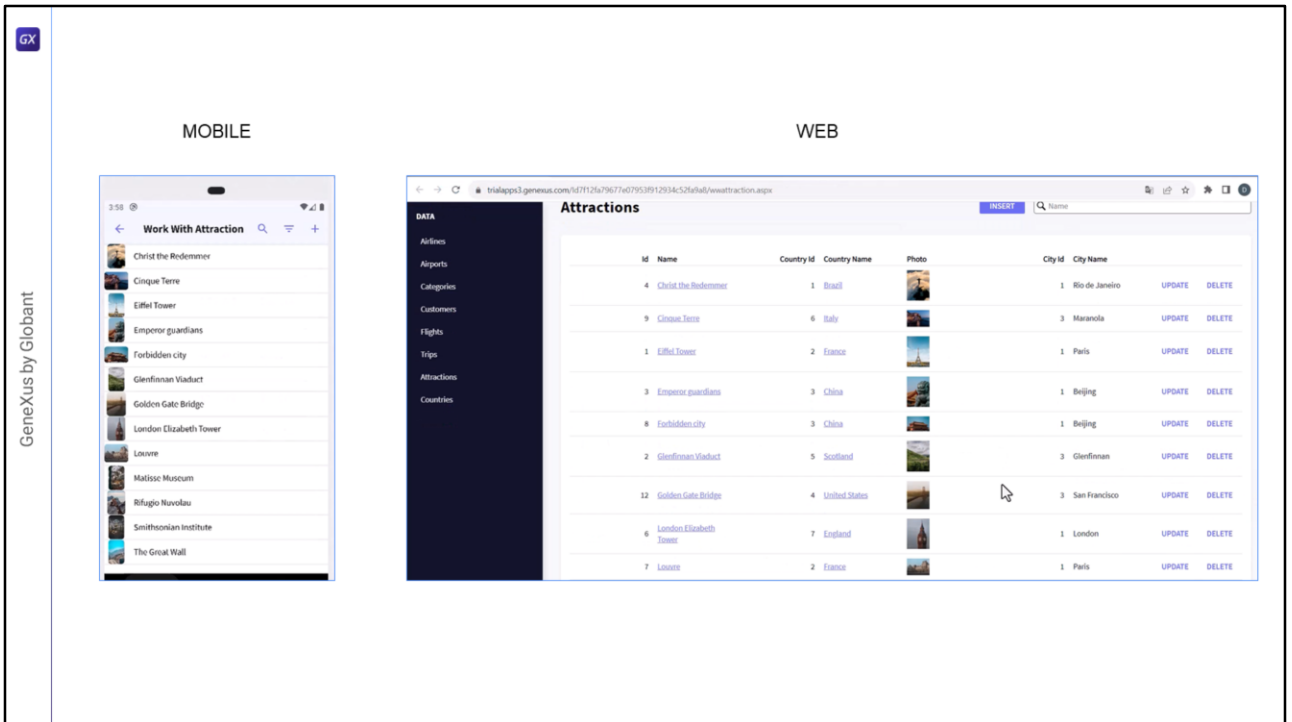 GX
GeneXus by Globant
MOBILE
WEB
3:58
Work With Attraction
Christ the Redemmer
Cinque Terre
Eiffel Tower
Emperor guardians
Forbidden city
Glenfinnan Viaduct
Golden Gate Bridge
London Elizabeth Tower
Louvre
Matisse Museum
Rifugio Nuvolau
Smithsonian Institute
The Great Wall
trialapps3.genexus.com/Id7f12fa79677e07953f912934c52fa9a8/wwattraction.aspx
DATA
Airlines
Airports
Categories
Customers
Flights
Trips
Attractions
Countries
Attractions INSERT Name
Id Name Country Id Country Name Photo City Id City Name
4 Christ the Redemmer 1 Brazil 1 Rio de Janeiro UPDATE DELETE
9 Cinque Terre 6 Italy 3 Maranola UPDATE DELETE
1 Eiffel Tower 2 France 1 Paris UPDATE DELETE
3 Emperor guardians 3 China 1 Beijing UPDATE DELETE
8 Forbidden city 3 China 1 Beijing UPDATE DELETE
2 Glenfinnan Viaduct 5 Scotland 3 Glenfinnan UPDATE DELETE
12 Golden Gate Bridge 4 United States 3 San Francisco UPDATE DELETE
6 London Elizabeth Tower 7 England 1 London UPDATE DELETE
7 Louvre 2 France 1 Paris UPDATE DELETE